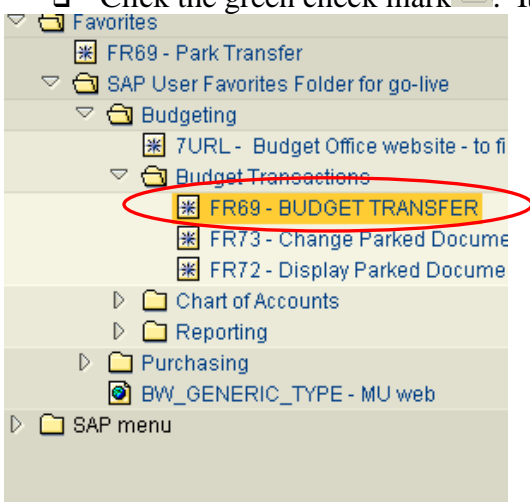 Click the green check mark
Favorites
FR69 - Park Transfer
SAP User Favorites Folder for go-live
Budgeting
7URL - Budget Office website - to fi
Budget Transactions
FR69 - BUDGET TRANSFER
FR73 - Change Parked Docume
FR72 - Display Parked Docume
Chart of Accounts
Reporting
Purchasing
BW_GENERIC_TYPE - MU web
SAP menu